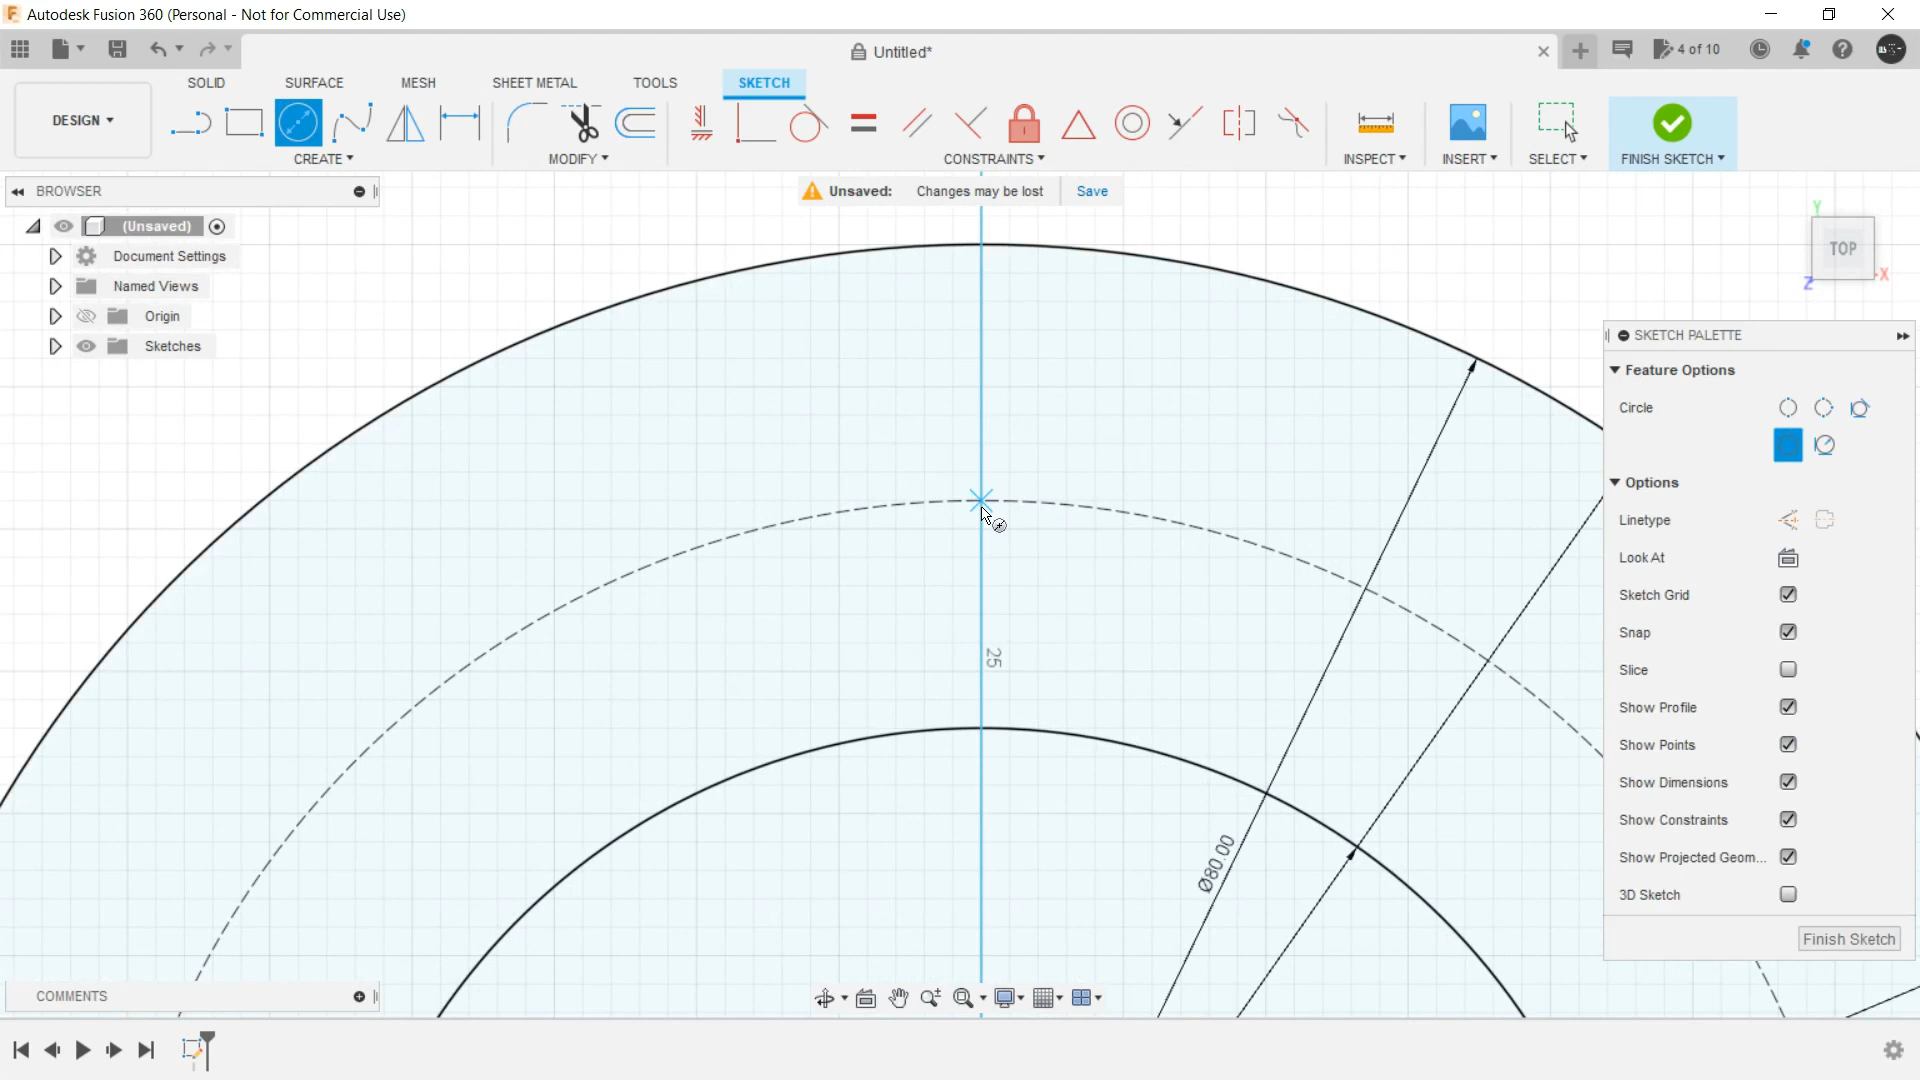 Autodesk Fusion 360 (Personal - Not for Commercial Use)
Untitled*
4 of 10
SOLID SURFACE MESH SHEET METAL TOOLS SKETCH
DESIGN
CREATE MODIFY CONSTRAINTS INSPECT INSERT SELECT FINISH SKETCH
BROWSER
Unsaved: Changes may be lost Save
(Unsaved)
Document Settings
Named Views
Origin
Sketches
Y
TOP
X
Z
SKETCH PALETTE
Feature Options
Circle
Options
Linetype
Look At
Sketch Grid
Snap
Slice
Show Profile
Show Points
Show Dimensions
Show Constraints
Show Projected Geom...
3D Sketch
Finish Sketch
25
Ø80.00
COMMENTS